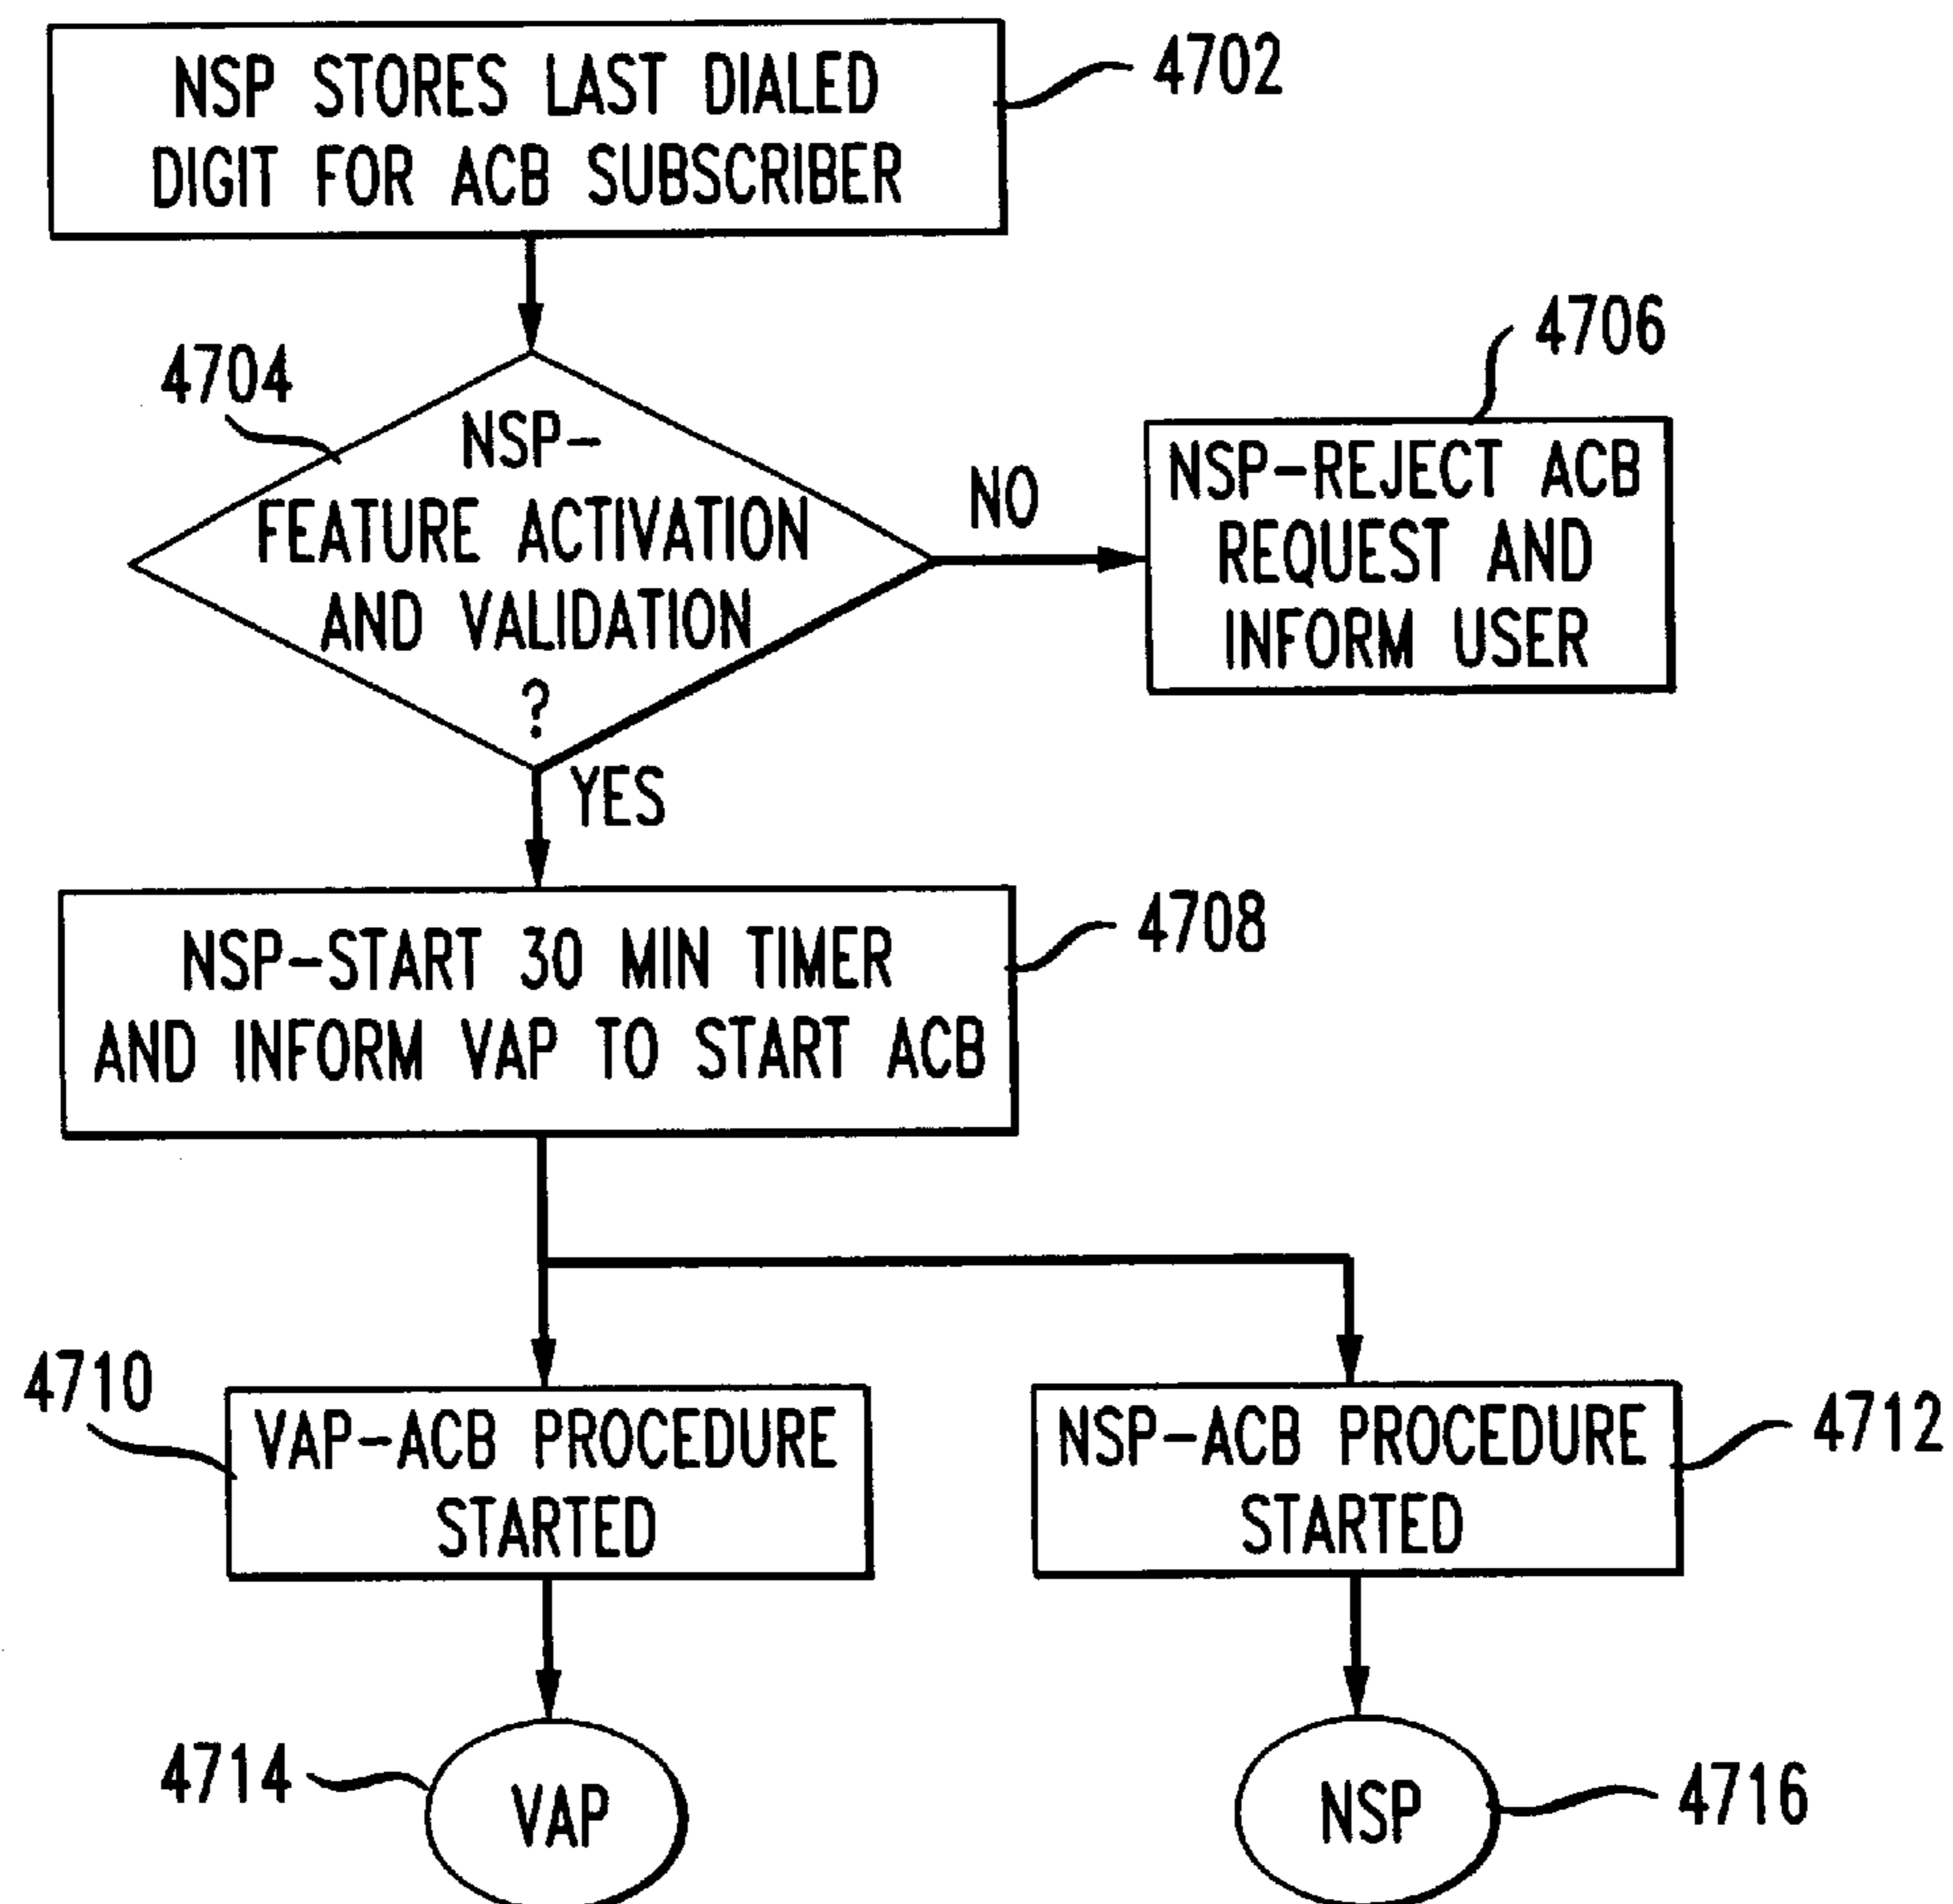 NSP STORES LAST DIALED
DIGIT FOR ACB SUBSCRIBER
4702
4704
NSP-
FEATURE ACTIVATION
AND VALIDATION
?
NO
4706
NSP-REJECT ACB
REQUEST AND
INFORM USER
YES
NSP-START 30 MIN TIMER
AND INFORM VAP TO START ACB
4708
4710
VAP-ACB PROCEDURE
STARTED
NSP-ACB PROCEDURE
STARTED
4712
4714
VAP
NSP
4716